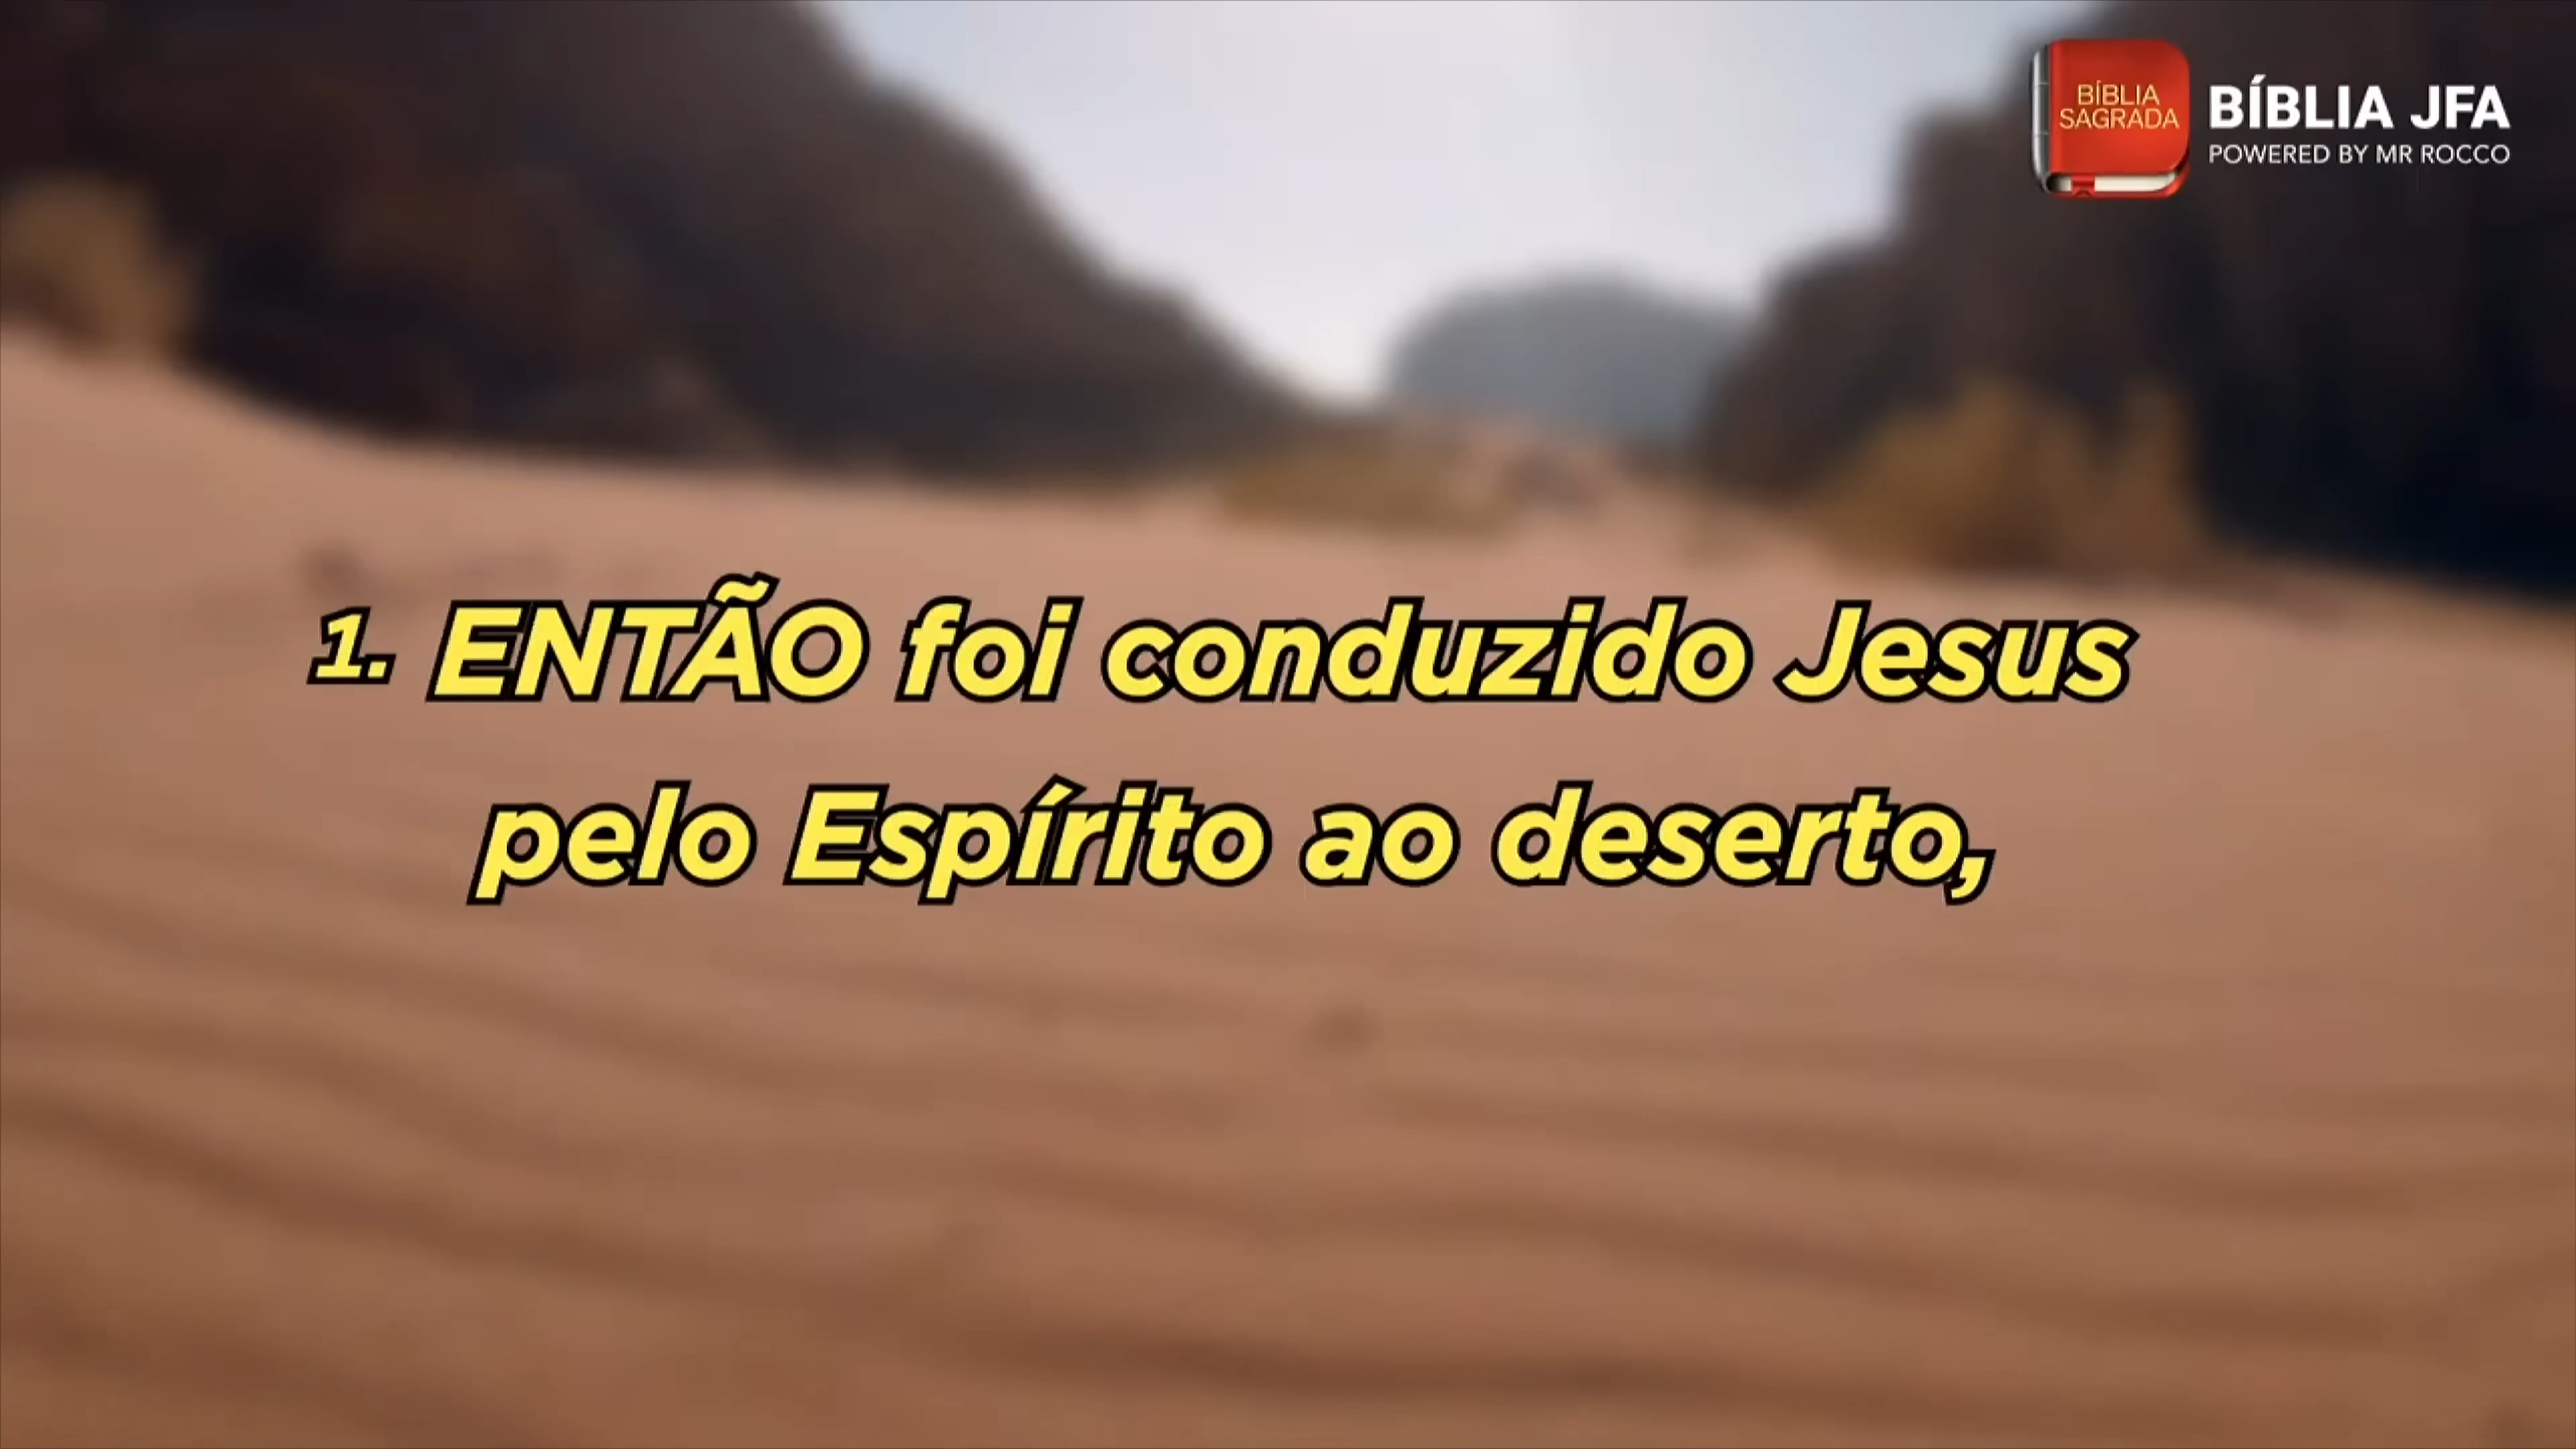 BÍBLIA
SAGRADA
BÍBLIA JFA
POWERED BY MR ROCCO
1. ENTÃO foi conduzido Jesus
pelo Espírito ao deserto,